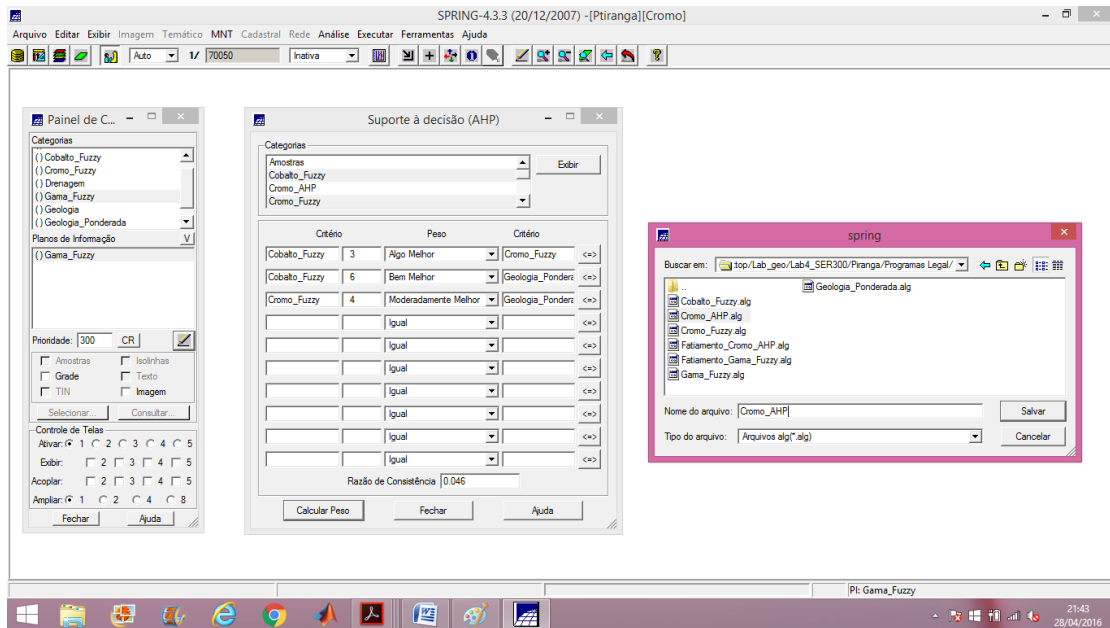 SPRING-4.3.3 (20/12/2007) -[Ptiranga][Cromo]
Arquivo Editar Exibir Imagem Temático MNT Cadastral Rede Análise Executar Ferramentas Ajuda
Auto 1/ 70050 Inativa
Painel de C...
Categorias
() Cobalto_Fuzzy
() Cromo_Fuzzy
() Drenagem
() Gama_Fuzzy
() Geologia
() Geologia_Ponderada
Planos de Informação V
() Gama_Fuzzy
Prioridade: 300 CR
Amostras Isolinhas
Grade Texto
TIN Imagem
Selecionar... Consultar...
Controle de Telas
Ativar: 1 2 3 4 5
Exibir: 2 3 4 5
Acoplar: 2 3 4 5
Ampliar: 1 2 4 8
Fechar Ajuda
Suporte à decisão (AHP)
Categorias
Amostras
Cobalto_Fuzzy
Cromo_AHP
Cromo_Fuzzy
Exibir
Critério Peso Critério
Cobalto_Fuzzy 3 Algo Melhor Cromo_Fuzzy <=>
Cobalto_Fuzzy 6 Bem Melhor Geologia_Pondera <=>
Cromo_Fuzzy 4 Moderadamente Melhor Geologia_Pondera <=>
Igual <=>
Igual <=>
Igual <=>
Igual <=>
Igual <=>
Igual <=>
Igual <=>
Razão de Consistência 0.046
Calcular Peso Fechar Ajuda
spring
Buscar em: top/Lab_geo/Lab4_SER300/Piranga/Programas Legal/
..
Cobalto_Fuzzy.alg
Cromo_AHP.alg
Cromo_Fuzzy.alg
Fatiamento_Cromo_AHP.alg
Fatiamento_Gama_Fuzzy.alg
Gama_Fuzzy.alg
Geologia_Ponderada.alg
Nome do arquivo: Cromo_AHP Salvar
Tipo do arquivo: Arquivos alg(*.alg) Cancelar
PI: Gama_Fuzzy
21:43
28/04/2016